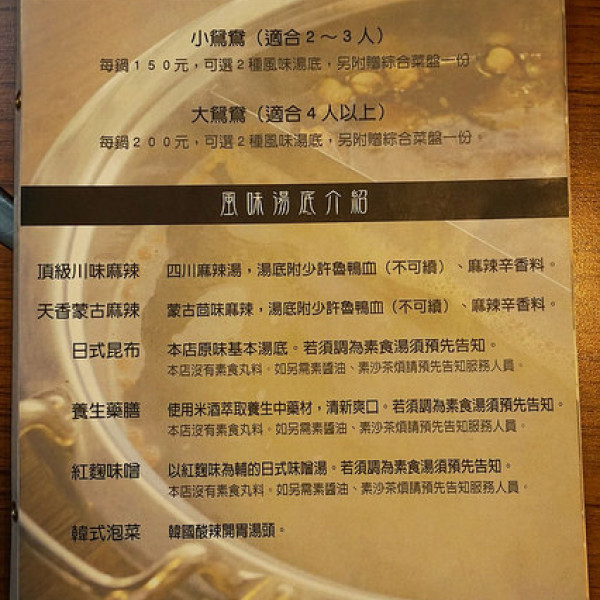 小鴛鴦（適合２～３人）
每鍋１５０元，可選２種風味湯底，另附贈綜合菜盤一份
大鴛鴦（適合４人以上）
每鍋２００元，可選２種風味湯底，另附贈綜合菜盤一份。
風味湯底介紹
頂級川味麻辣 四川麻辣湯，湯底附少許魯鴨血（不可續）、麻辣辛香料。
天香蒙古麻辣 蒙古茴味麻辣，湯底附少許魯鴨血（不可續）、麻辣辛香料。
日式昆布 本店原味基本湯底。若須調為素食湯須預先告知。
本店沒有素食丸料。如另需素醬油、素沙茶煩請預先告知服務人員。
養生藥膳 使用米酒萃取養生中藥材，清新爽口。若須調為素食湯須預先告知。
本店沒有素食丸料。如另需素醬油、素沙茶煩請預先告知服務人員。
紅麴味噌 以紅麴味為輔的日式味噌湯。若須調為素食湯須預先告知。
本店沒有素食丸料。如另需素醬油、素沙茶煩請預先告知服務人員。
韓式泡菜 韓國酸辣開胃湯頭。